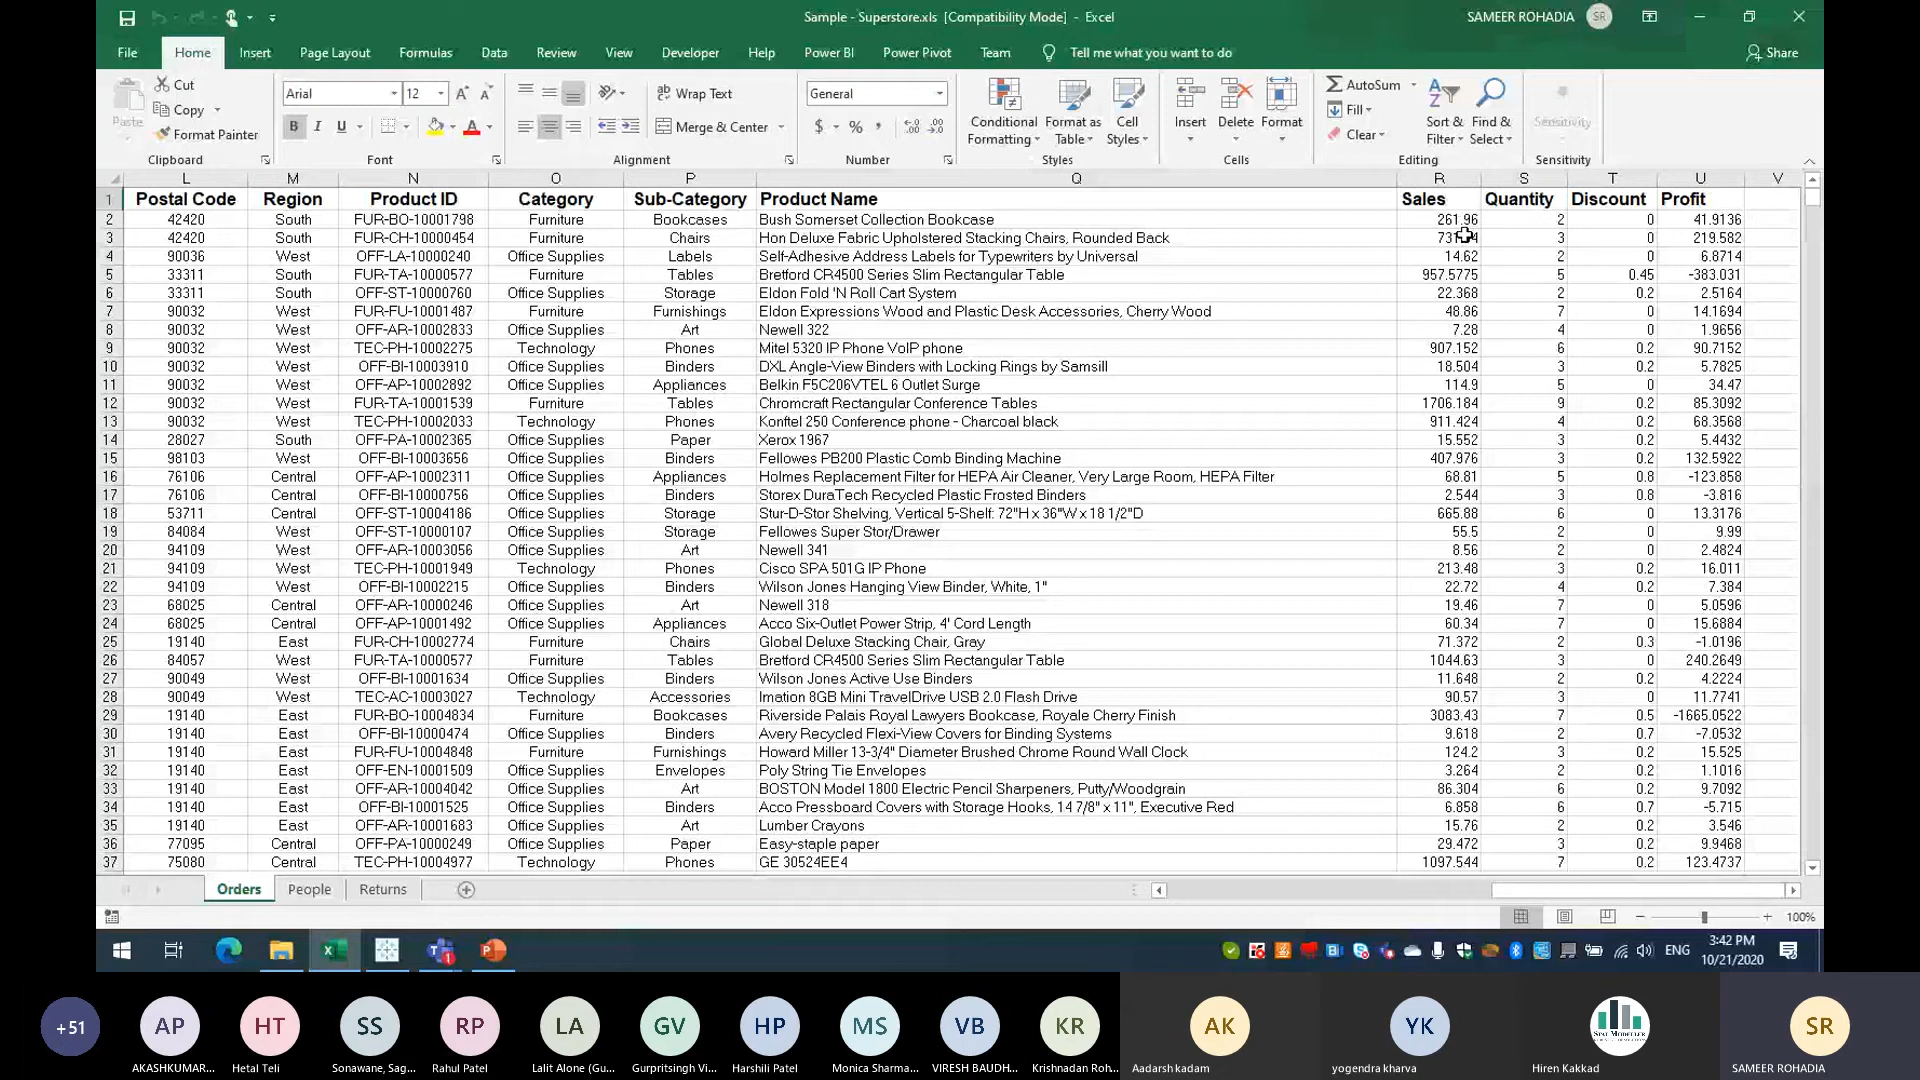 Sample - Superstore.xls [Compatibility Mode] - Excel
SAMEER ROHADIA SR
File Home Insert Page Layout Formulas Data Review View Developer Help Power BI Power Pivot Team Tell me what you want to do Share
Paste Cut Copy Format Painter
Arial 12
B I U
Wrap Text
Merge & Center
General
$ %
Conditional Formatting Format as Table Cell Styles
Insert Delete Format
AutoSum Fill Clear
Sort & Filter Find & Select
Sensitivity
Clipboard Font Alignment Number Styles Cells Editing Sensitivity
L M N O P Q R S T U V
1 Postal Code Region Product ID Category Sub-Category Product Name Sales Quantity Discount Profit
2 42420 South FUR-BO-10001798 Furniture Bookcases Bush Somerset Collection Bookcase 261.96 2 0 41.9136
3 42420 South FUR-CH-10000454 Furniture Chairs Hon Deluxe Fabric Upholstered Stacking Chairs, Rounded Back 3 0 219.582
4 90036 West OFF-LA-10000240 Office Supplies Labels Self-Adhesive Address Labels for Typewriters by Universal 14.62 2 0 6.8714
5 33311 South FUR-TA-10000577 Furniture Tables Bretford CR4500 Series Slim Rectangular Table 957.5775 5 0.45 -383.031
6 33311 South OFF-ST-10000760 Office Supplies Storage Eldon Fold 'N Roll Cart System 22.368 2 0.2 2.5164
7 90032 West FUR-FU-10001487 Furniture Furnishings Eldon Expressions Wood and Plastic Desk Accessories, Cherry Wood 48.86 7 0 14.1694
8 90032 West OFF-AR-10002833 Office Supplies Art Newell 322 7.28 4 0 1.9656
9 90032 West TEC-PH-10002275 Technology Phones Mitel 5320 IP Phone VoIP phone 907.152 6 0.2 90.7152
10 90032 West OFF-BI-10003910 Office Supplies Binders DXL Angle-View Binders with Locking Rings by Samsill 18.504 3 0.2 5.7825
11 90032 West OFF-AP-10002892 Office Supplies Appliances Belkin F5C206VTEL 6 Outlet Surge 114.9 5 0 34.47
12 90032 West FUR-TA-10001539 Furniture Tables Chromcraft Rectangular Conference Tables 1706.184 9 0.2 85.3092
13 90032 West TEC-PH-10002033 Technology Phones Konftel 250 Conference phone - Charcoal black 911.424 4 0.2 68.3568
14 28027 South OFF-PA-10002365 Office Supplies Paper Xerox 1967 15.552 3 0.2 5.4432
15 98103 West OFF-BI-10003656 Office Supplies Binders Fellowes PB200 Plastic Comb Binding Machine 407.976 3 0.2 132.5922
16 76106 Central OFF-AP-10002311 Office Supplies Appliances Holmes Replacement Filter for HEPA Air Cleaner, Very Large Room, HEPA Filter 68.81 5 0.8 -123.858
17 76106 Central OFF-BI-10000756 Office Supplies Binders Storex DuraTech Recycled Plastic Frosted Binders 2.544 3 0.8 -3.816
18 53711 Central OFF-ST-10004186 Office Supplies Storage Stur-D-Stor Shelving, Vertical 5-Shelf: 72"H x 36"W x 18 1/2"D 665.88 6 0 13.3176
19 84084 West OFF-ST-10000107 Office Supplies Storage Fellowes Super Stor/Drawer 55.5 2 0 9.99
20 94109 West OFF-AR-10003056 Office Supplies Art Newell 341 8.56 2 0 2.4824
21 94109 West TEC-PH-10001949 Technology Phones Cisco SPA 501G IP Phone 213.48 3 0.2 16.011
22 94109 West OFF-BI-10002215 Office Supplies Binders Wilson Jones Hanging View Binder, White, 1" 22.72 4 0.2 7.384
23 68025 Central OFF-AR-10000246 Office Supplies Art Newell 318 19.46 7 0 5.0596
24 68025 Central OFF-AP-10001492 Office Supplies Appliances Acco Six-Outlet Power Strip, 4' Cord Length 60.34 7 0 15.6884
25 19140 East FUR-CH-10002774 Furniture Chairs Global Deluxe Stacking Chair, Gray 71.372 2 0.3 -1.0196
26 84057 West FUR-TA-10000577 Furniture Tables Bretford CR4500 Series Slim Rectangular Table 1044.63 3 0 240.2649
27 90049 West OFF-BI-10001634 Office Supplies Binders Wilson Jones Active Use Binders 11.648 2 0.2 4.2224
28 90049 West TEC-AC-10003027 Technology Accessories Imation 8GB Mini TravelDrive USB 2.0 Flash Drive 90.57 3 0 11.7741
29 19140 East FUR-BO-10004834 Furniture Bookcases Riverside Palais Royal Lawyers Bookcase, Royale Cherry Finish 3083.43 7 0.5 -1665.0522
30 19140 East OFF-BI-10000474 Office Supplies Binders Avery Recycled Flexi-View Covers for Binding Systems 9.618 2 0.7 -7.0532
31 19140 East FUR-FU-10004848 Furniture Furnishings Howard Miller 13-3/4" Diameter Brushed Chrome Round Wall Clock 124.2 3 0.2 15.525
32 19140 East OFF-EN-10001509 Office Supplies Envelopes Poly String Tie Envelopes 3.264 2 0.2 1.1016
33 19140 East OFF-AR-10004042 Office Supplies Art BOSTON Model 1800 Electric Pencil Sharpeners, Putty/Woodgrain 86.304 6 0.2 9.7092
34 19140 East OFF-BI-10001525 Office Supplies Binders Acco Pressboard Covers with Storage Hooks, 14 7/8" x 11", Executive Red 6.858 6 0.7 -5.715
35 19140 East OFF-AR-10001683 Office Supplies Art Lumber Crayons 15.76 2 0.2 3.546
36 77095 Central OFF-PA-10000249 Office Supplies Paper Easy-staple paper 29.472 3 0.2 9.9468
37 75080 Central TEC-PH-10004977 Technology Phones GE 30524EE4 1097.544 7 0.2 123.4737
Orders People Returns
100%
ENG 3:42 PM
10/21/2020
+51 AP HT SS RP LA GV HP MS VB KR AK YK SR
AKASHKUMAR... Hetal Teli Sonawane, Sag... Rahul Patel Lalit Alone (Gu... Gurpritsingh Vi... Harshili Patel Monica Sharma... VIRESH BAUDH... Krishnadan Roh... Aadarsh kadam yogendra kharva Hiren Kakkad SAMEER ROHADIA